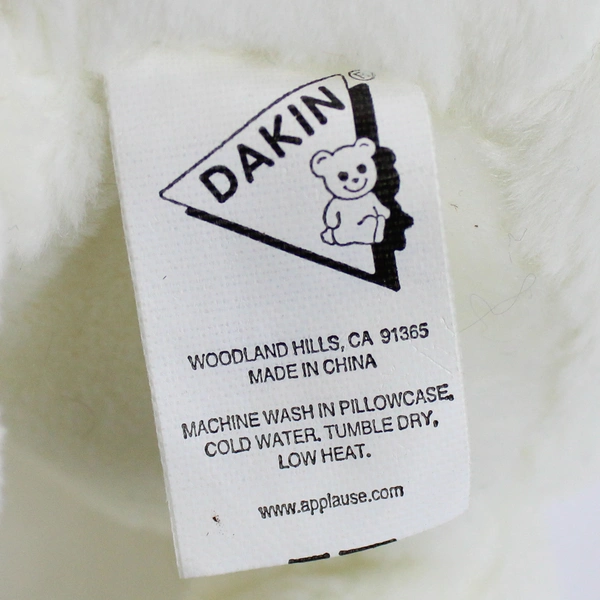 DAKIN®
WOODLAND HILLS, CA 91365
MADE IN CHINA
MACHINE WASH IN PILLOWCASE.
COLD WATER. TUMBLE DRY,
LOW HEAT.
www.applause.com